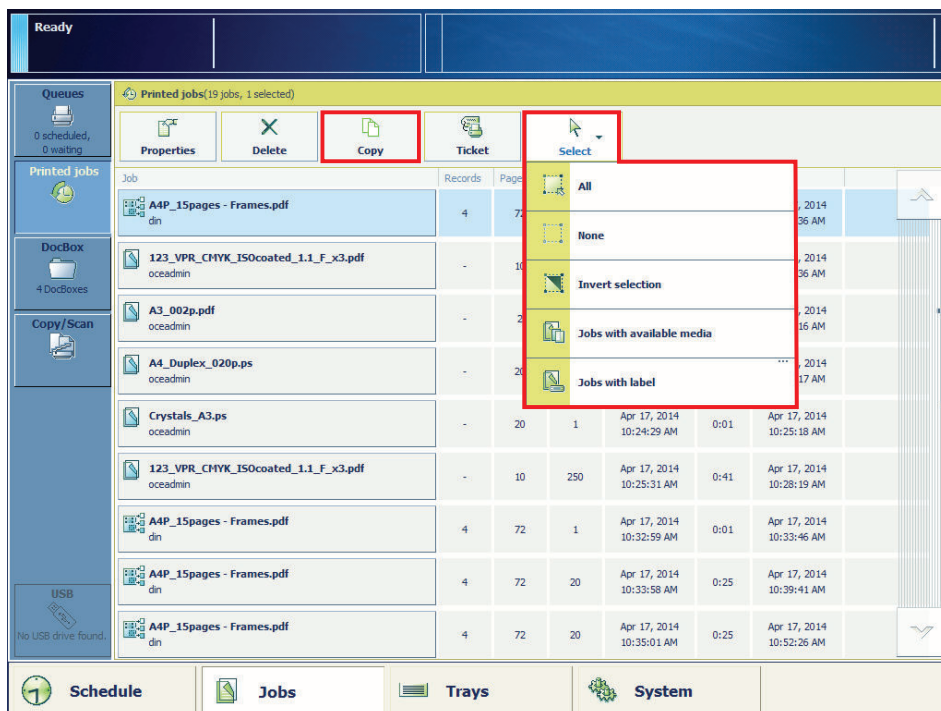 Ready
Queues
0 scheduled,
0 waiting
Printed jobs
DocBox
4 DocBoxes
Copy/Scan
USB
No USB drive found.
Printed jobs(19 jobs, 1 selected)
Properties Delete Copy Ticket Select
Job Records Page
All
None
Invert selection
Jobs with available media
Jobs with label
...
A4P_15pages - Frames.pdf 4 72 , 2014
din 36 AM
123_VPR_CMYK_ISOcoated_1.1_F_x3.pdf - 10 , 2014
oceadmin 36 AM
A3_002p.pdf - 2 , 2014
oceadmin 16 AM
A4_Duplex_020p.ps - 20 , 2014
oceadmin 17 AM
Crystals_A3.ps - 20 1 Apr 17, 2014 0:01 Apr 17, 2014
oceadmin 10:24:29 AM 10:25:18 AM
123_VPR_CMYK_ISOcoated_1.1_F_x3.pdf - 10 250 Apr 17, 2014 0:41 Apr 17, 2014
oceadmin 10:25:31 AM 10:28:19 AM
A4P_15pages - Frames.pdf 4 72 1 Apr 17, 2014 0:01 Apr 17, 2014
din 10:32:59 AM 10:33:46 AM
A4P_15pages - Frames.pdf 4 72 20 Apr 17, 2014 0:25 Apr 17, 2014
din 10:33:58 AM 10:39:41 AM
A4P_15pages - Frames.pdf 4 72 20 Apr 17, 2014 0:25 Apr 17, 2014
din 10:35:01 AM 10:52:26 AM
Schedule Jobs Trays System